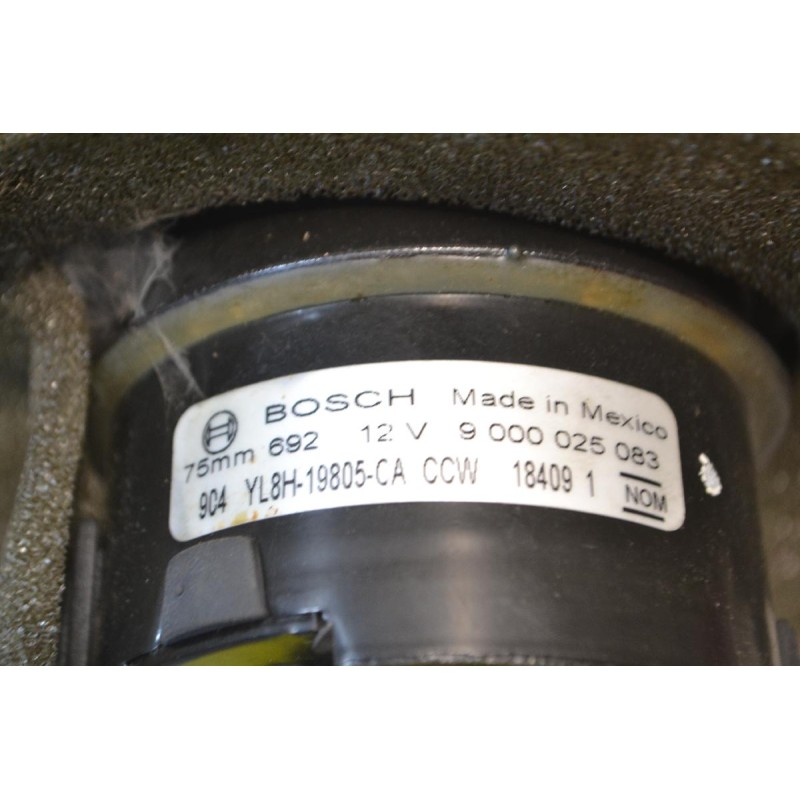 BOSCH Made in Mexico
75mm 692 12 V 9 000 025 083
904 YL8H-19805-CA CCW 18409 1 NOM